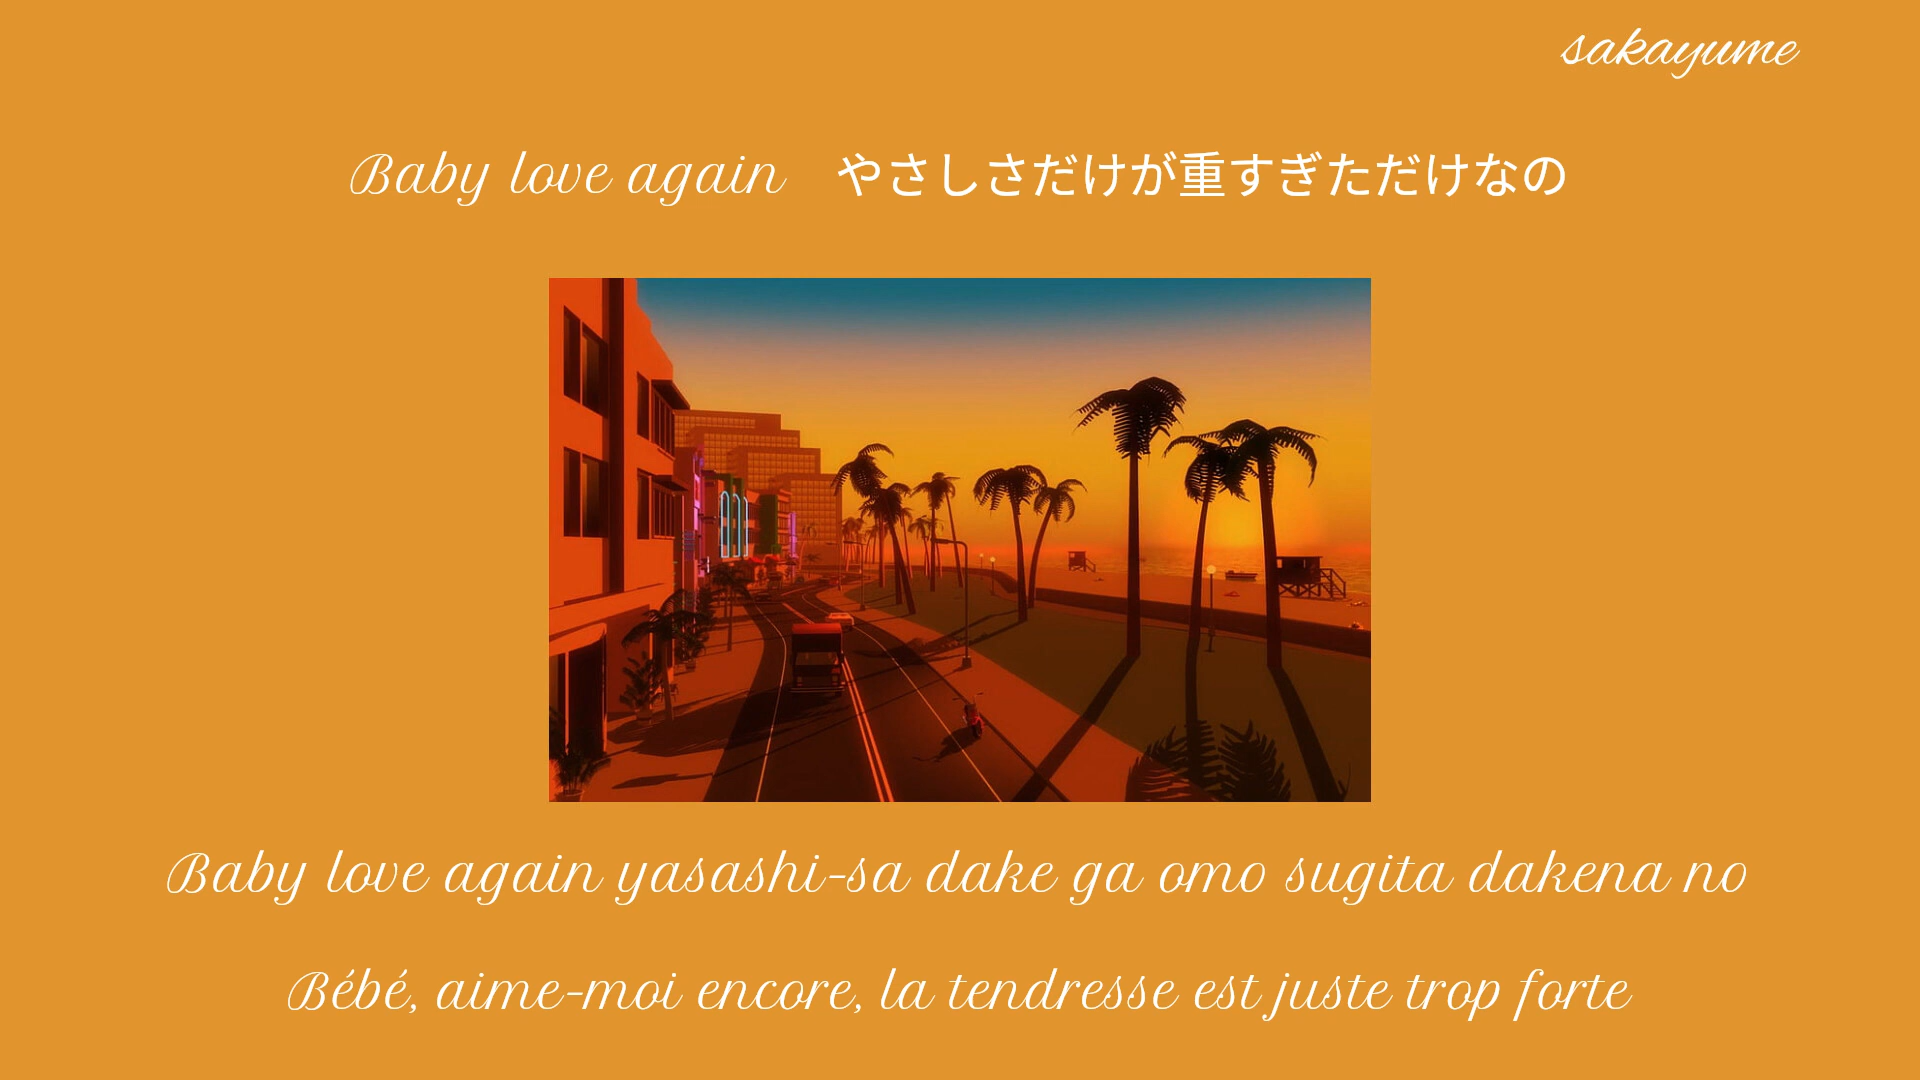 sakayume
Baby love again　やさしさだけが重すぎただけなの
Baby love again yasashi-sa dake ga omo sugita dakena no
Bébé, aime-moi encore, la tendresse est juste trop forte